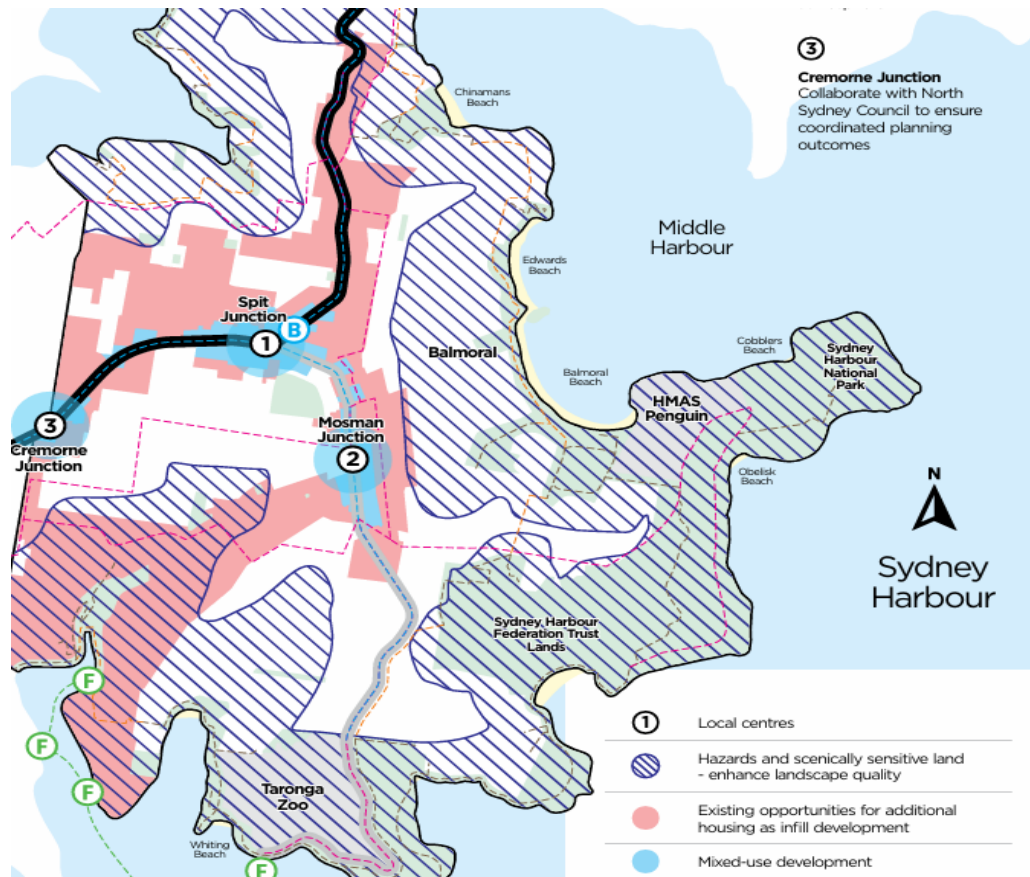 3
Cremorne Junction
Collaborate with North
Sydney Council to ensure
coordinated planning
outcomes
Chinamans
Beach
Middle
Harbour
Edwards
Beach
Spit
Junction
B
1
Balmoral
Cobblers
Beach
Sydney
Harbour
National
Park
Balmoral
Beach
HMAS
Penguin
3
Cremorne
Junction
Mosman
Junction
2
Obelisk
Beach
N
Sydney
Harbour
Sydney Harbour
Federation Trust
Lands
F
F
F
Taronga
Zoo
Whiting
Beach
F
1 Local centres
Hazards and scenically sensitive land
- enhance landscape quality
Existing opportunities for additional
housing as infill development
Mixed-use development